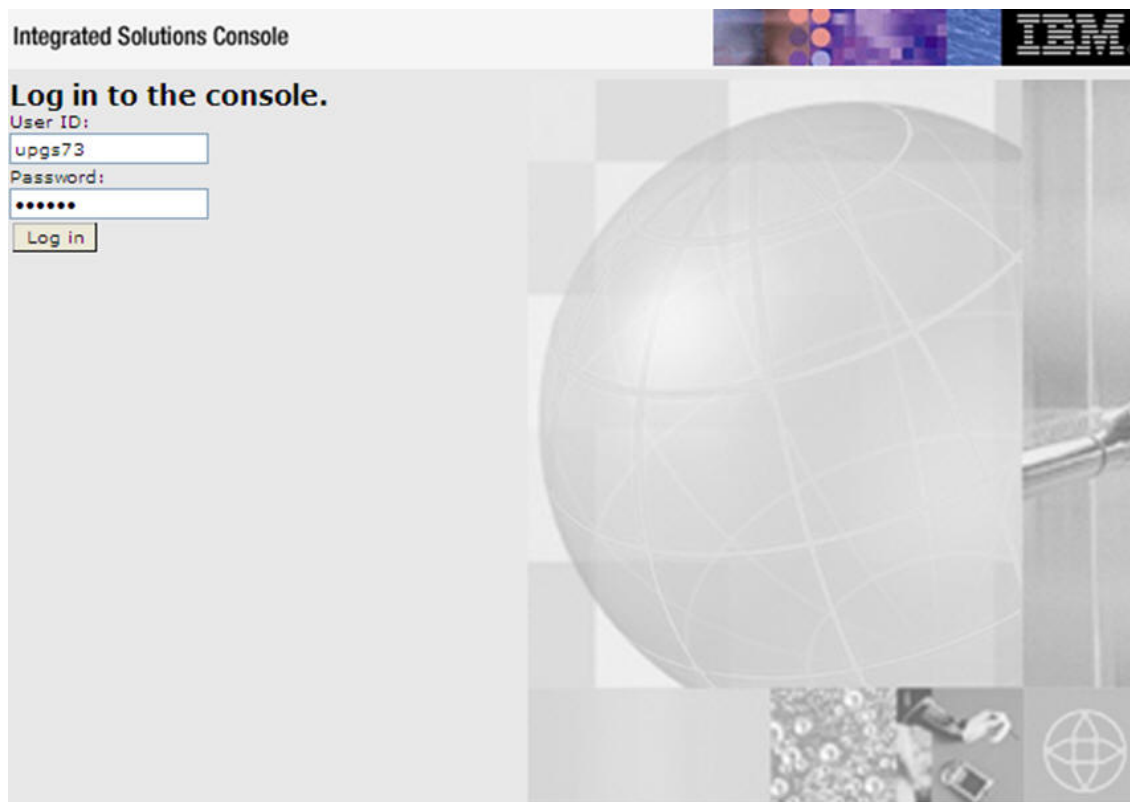 Integrated Solutions Console
IBM.
Log in to the console.
User ID:
upgs73
Password:
••••••
Log in